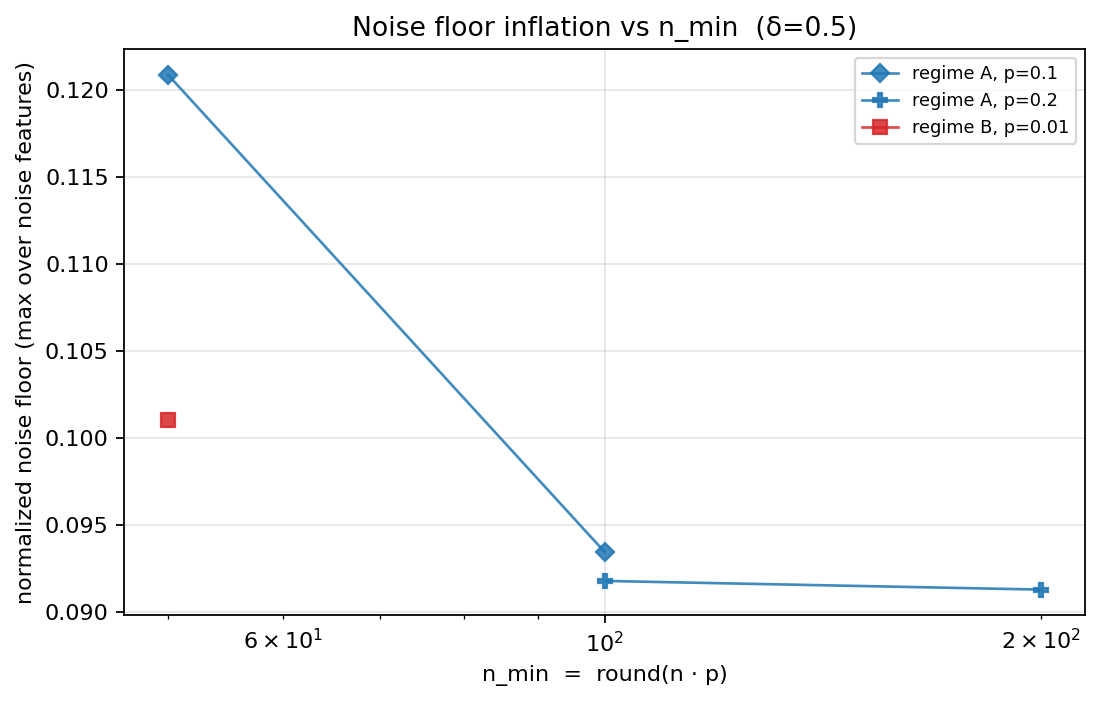 Noise floor inflation vs n_min  (δ=0.5)
normalized noise floor (max over noise features)
0.120
0.115
0.110
0.105
0.100
0.095
0.090
regime A, p=0.1
regime A, p=0.2
regime B, p=0.01
6 × 10¹
10²
2 × 10²
n_min  =  round(n · p)